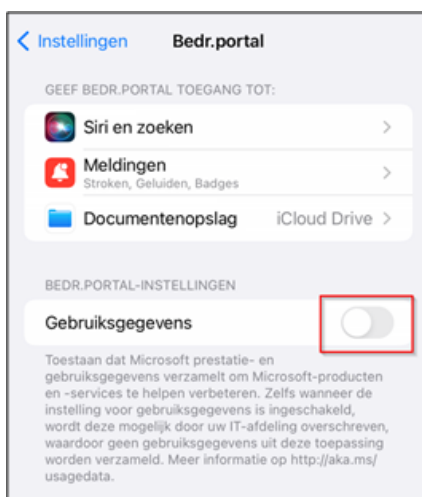 Instellingen Bedr.portal
GEEF BEDR.PORTAL TOEGANG TOT:
Siri en zoeken
Meldingen
Stroken, Geluiden, Badges
Documentenopslag iCloud Drive
BEDR.PORTAL-INSTELLINGEN
Gebruiksgegevens
Toestaan dat Microsoft prestatie- en
gebruiksgegevens verzamelt om Microsoft-producten
en -services te helpen verbeteren. Zelfs wanneer de
instelling voor gebruiksgegevens is ingeschakeld,
wordt deze mogelijk door uw IT-afdeling overschreven,
waardoor geen gebruiksgegevens uit deze toepassing
worden verzameld. Meer informatie op http://aka.ms/
usagedata.